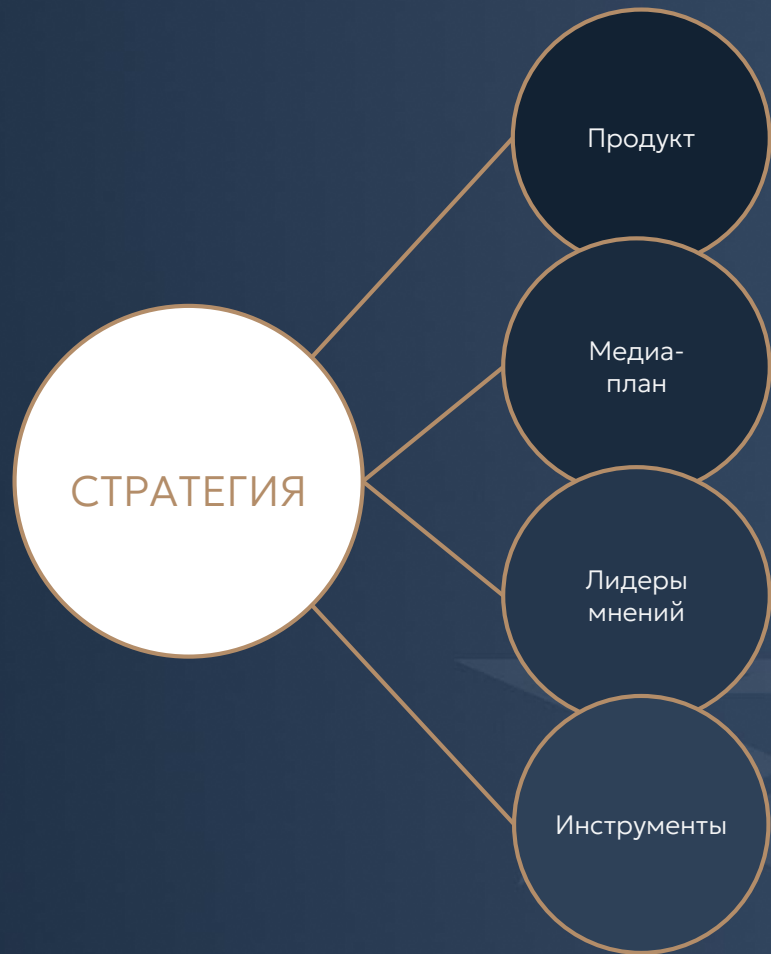 Продукт
Медиа-
план
СТРАТЕГИЯ
Лидеры
мнений
Инструменты